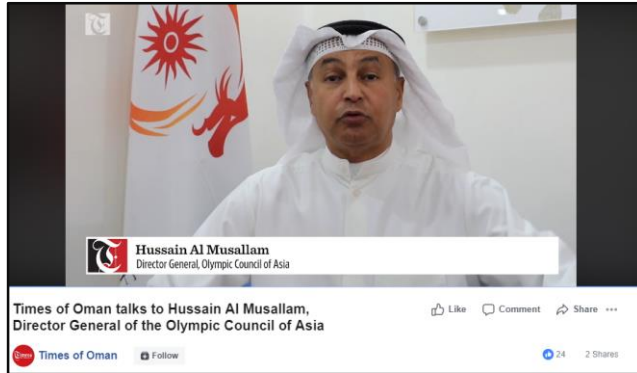 Hussain Al Musallam
Director General, Olympic Council of Asia
Times of Oman talks to Hussain Al Musallam,
Director General of the Olympic Council of Asia
Like Comment Share
Times of Oman Follow
24 2 Shares